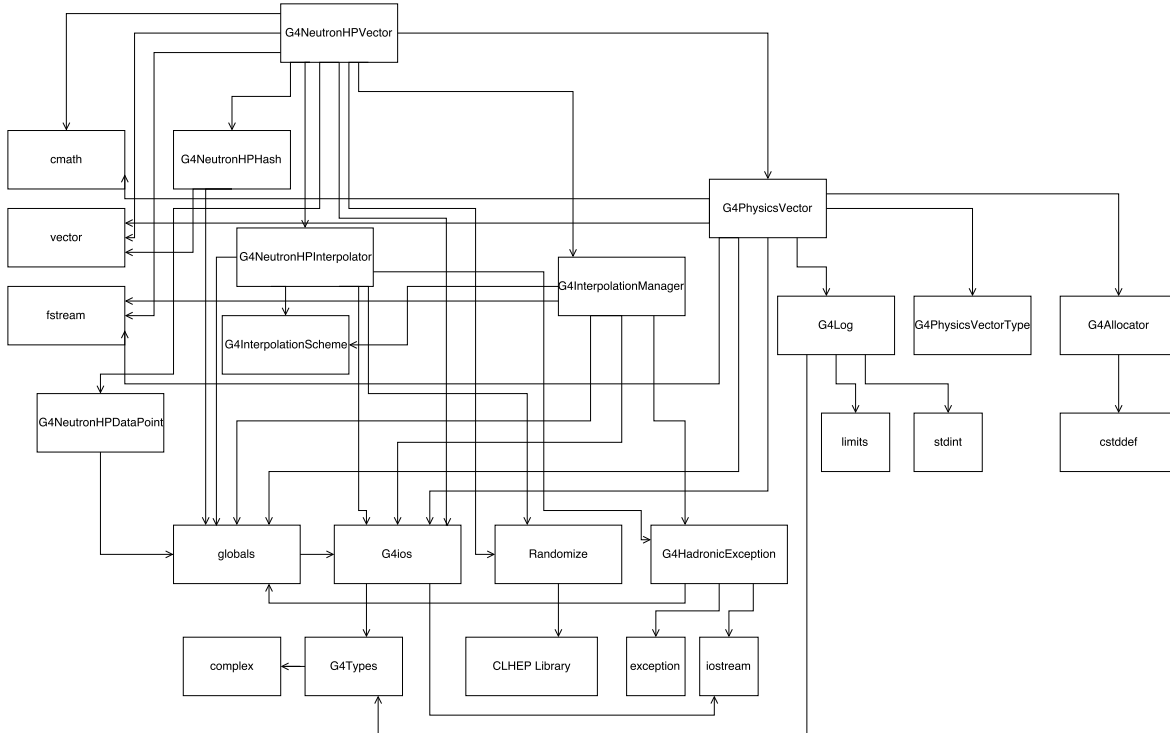 G4NeutronHPVector
cmath
G4NeutronHPHash
G4PhysicsVector
vector
G4NeutronHPInterpolator
G4InterpolationManager
fstream
G4InterpolationScheme
G4Log
G4PhysicsVectorType
G4Allocator
G4NeutronHPDataPoint
limits
stdint
cstddef
globals
G4ios
Randomize
G4HadronicException
complex
G4Types
CLHEP Library
exception
iostream